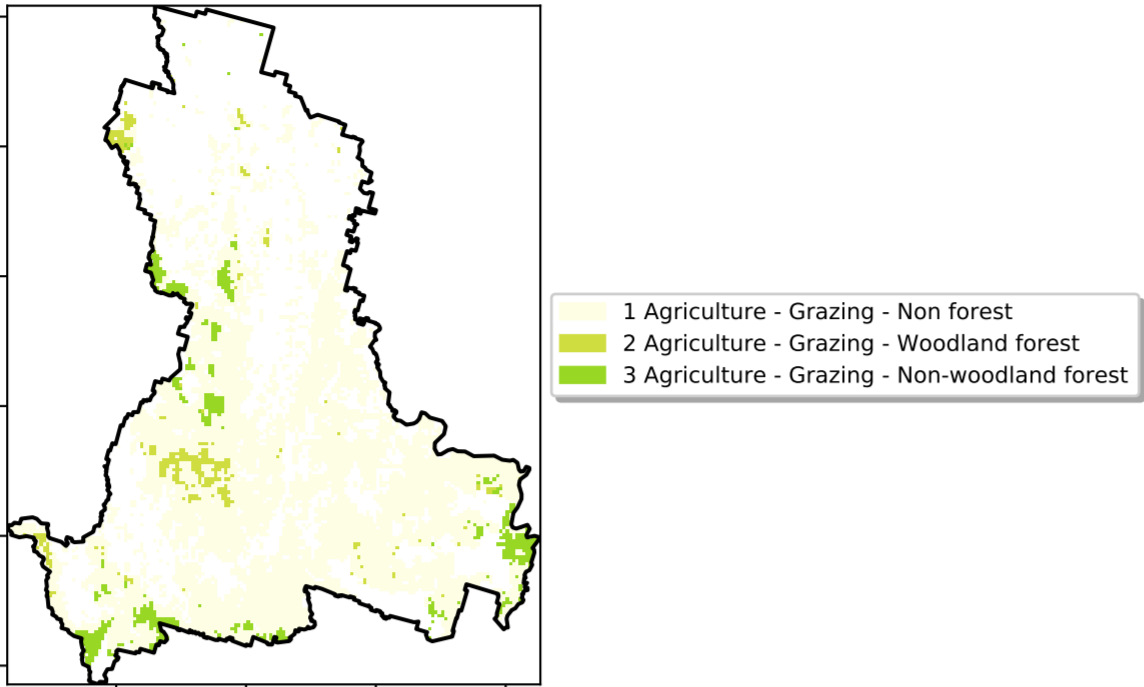 1 Agriculture - Grazing - Non forest
2 Agriculture - Grazing - Woodland forest
3 Agriculture - Grazing - Non-woodland forest